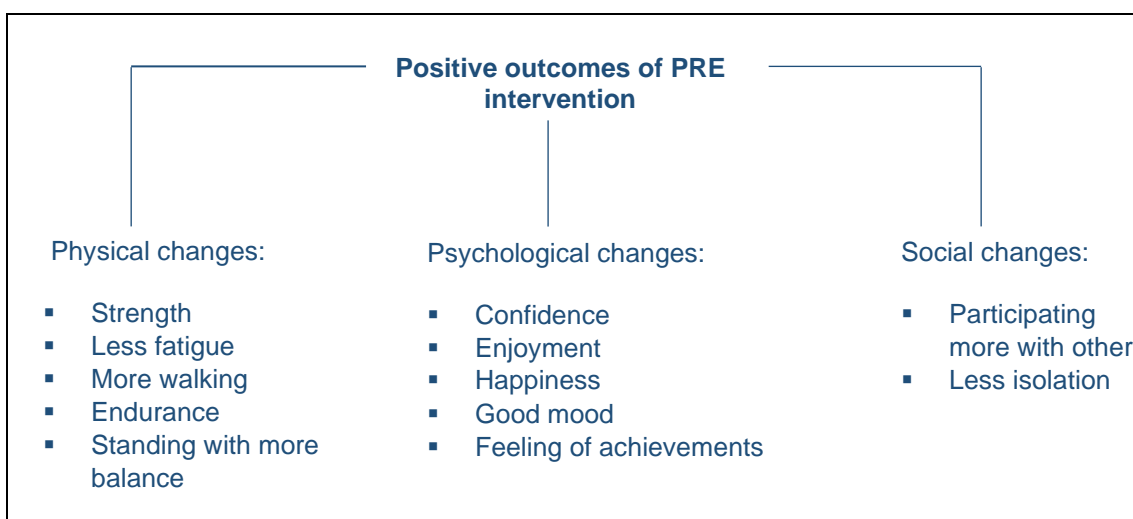 Positive outcomes of PRE
intervention
Physical changes:
▪ Strength
▪ Less fatigue
▪ More walking
▪ Endurance
▪ Standing with more
balance
Psychological changes:
▪ Confidence
▪ Enjoyment
▪ Happiness
▪ Good mood
▪ Feeling of achievements
Social changes:
▪ Participating
more with other
▪ Less isolation